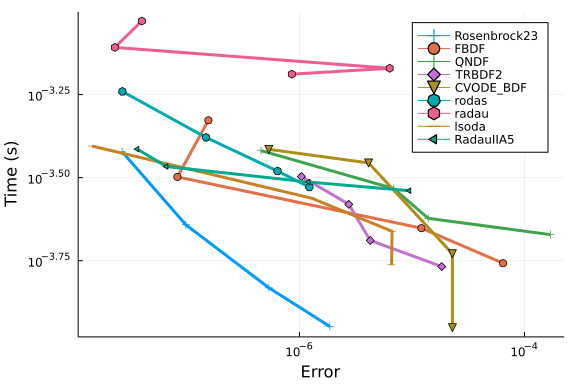 Rosenbrock23
FBDF
QNDF
TRBDF2
CVODE_BDF
rodas
radau
lsoda
RadauIIA5
10^-3.25
10^-3.50
10^-3.75
10^-6
10^-4
Time (s)
Error